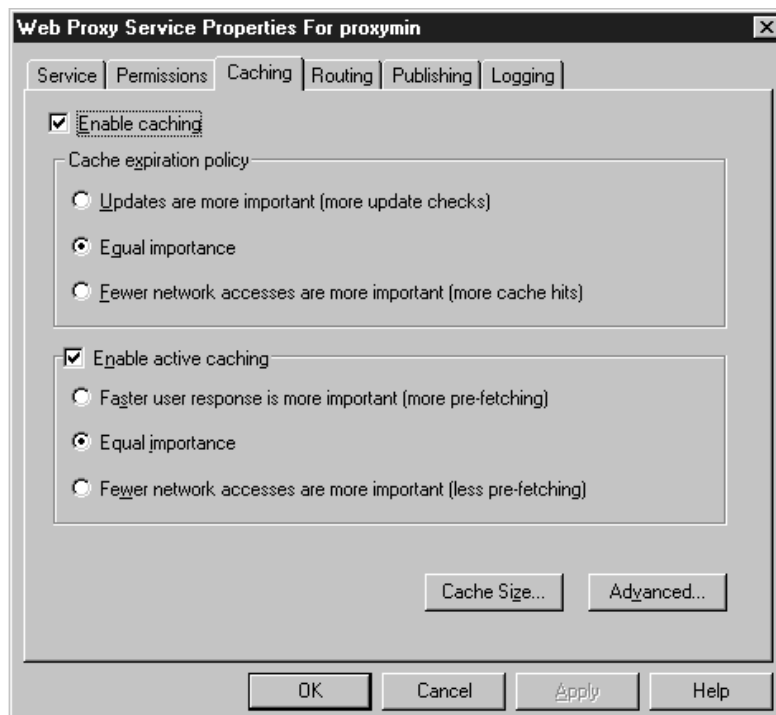 Web Proxy Service Properties For proxymin
Service Permissions Caching Routing Publishing Logging
Enable caching
Cache expiration policy
Updates are more important (more update checks)
Equal importance
Fewer network accesses are more important (more cache hits)
Enable active caching
Faster user response is more important (more pre-fetching)
Equal importance
Fewer network accesses are more important (less pre-fetching)
Cache Size... Advanced...
OK Cancel Apply Help